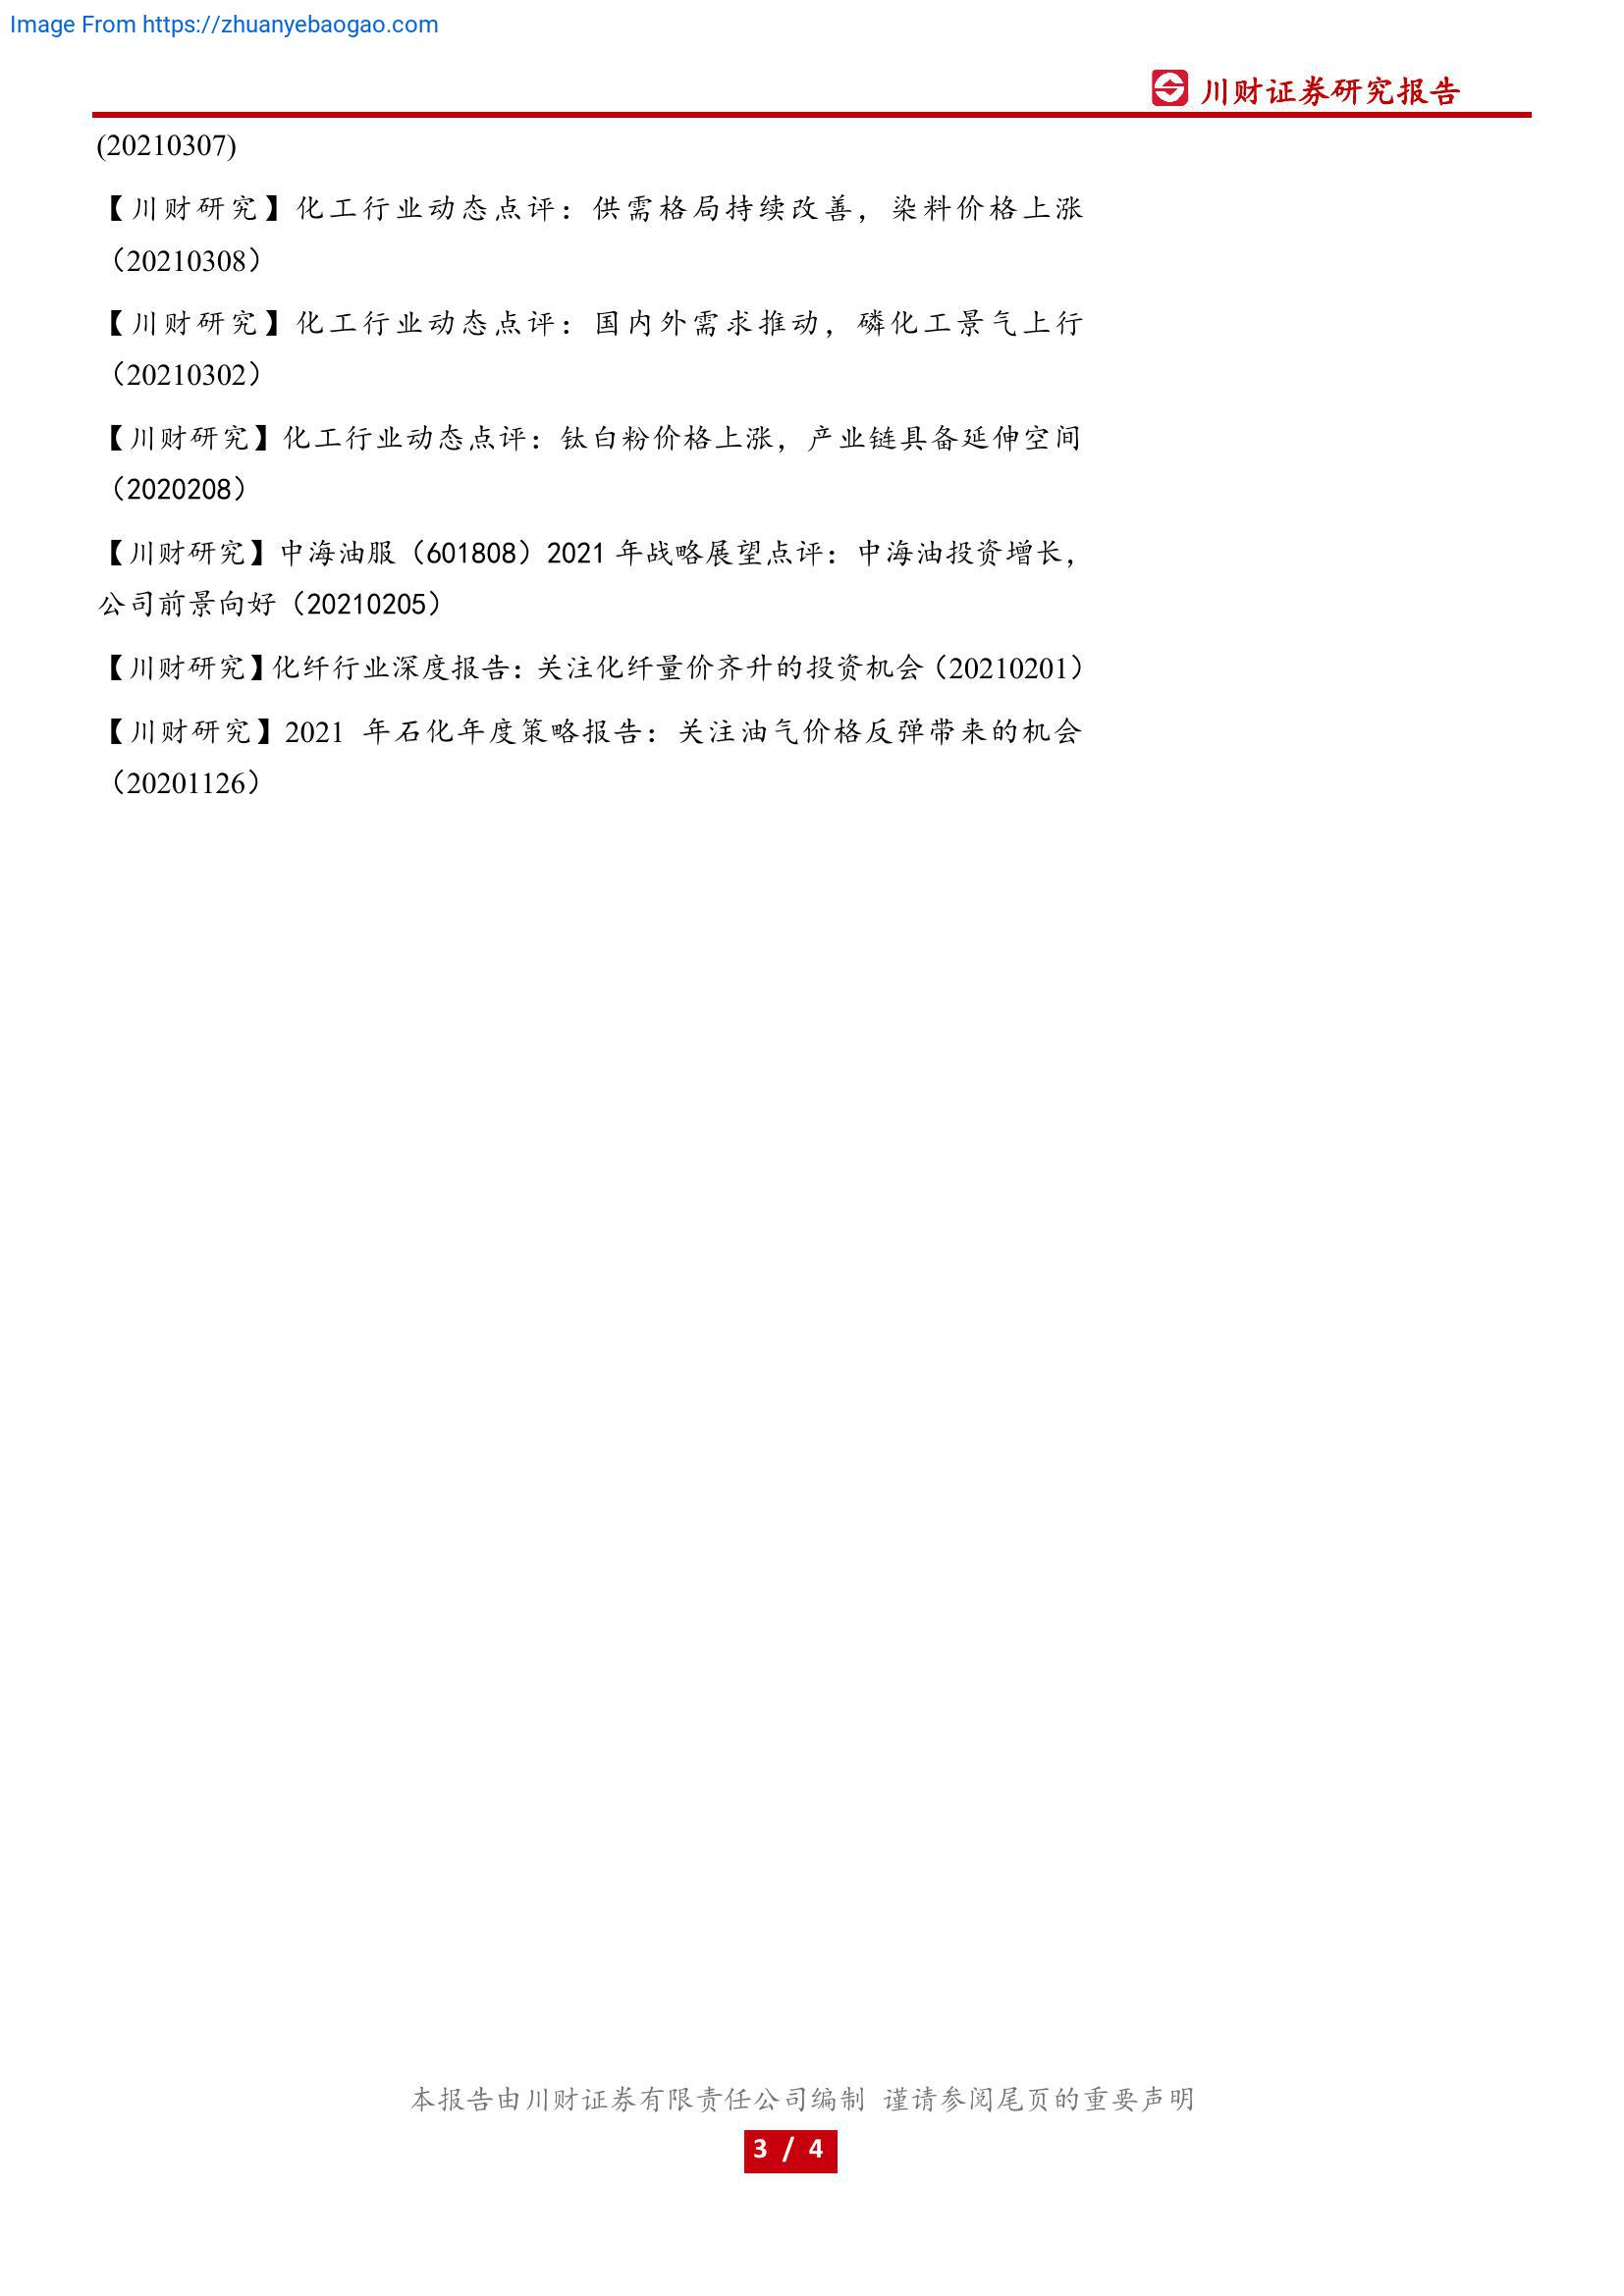 Image From https://zhuanyebaogao.com
川财证券研究报告
(20210307)
【川财研究】化工行业动态点评：供需格局持续改善，染料价格上涨
（20210308）
【川财研究】化工行业动态点评：国内外需求推动，磷化工景气上行
（20210302）
【川财研究】化工行业动态点评：钛白粉价格上涨，产业链具备延伸空间
（2020208）
【川财研究】中海油服（601808）2021 年战略展望点评：中海油投资增长，
公司前景向好（20210205）
【川财研究】化纤行业深度报告：关注化纤量价齐升的投资机会（20210201）
【川财研究】2021 年石化年度策略报告：关注油气价格反弹带来的机会
（20201126）
本报告由川财证券有限责任公司编制 谨请参阅尾页的重要声明
3 / 4